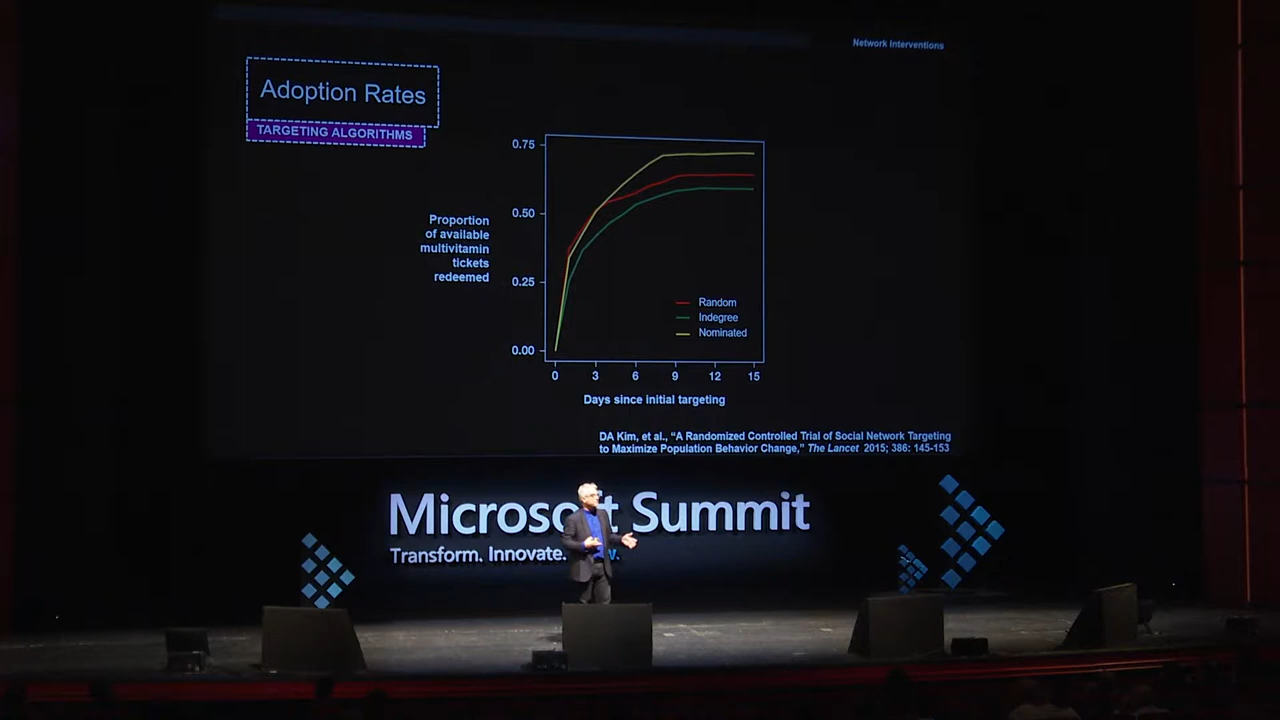 Network Interventions
Adoption Rates
TARGETING ALGORITHMS
Proportion
of available
multivitamin
tickets
redeemed
0.75
0.50
0.25
0.00
Random
Indegree
Nominated
0 3 6 9 12 15
Days since initial targeting
DA Kim, et al., “A Randomized Controlled Trial of Social Network Targeting
to Maximize Population Behavior Change,” The Lancet 2015; 386: 145-153
Microsoft Summit
Transform. Innovate.